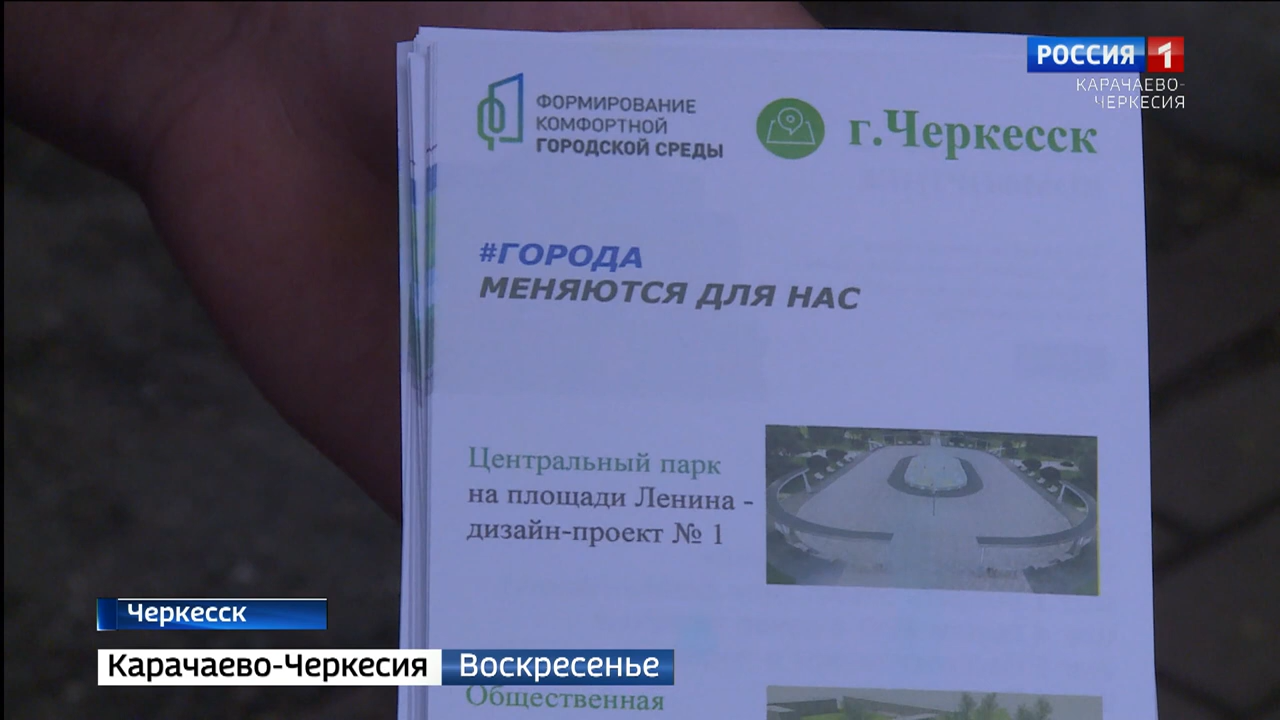 РОССИЯ 1
КАРАЧАЕВО-
ЧЕРКЕСИЯ
ФОРМИРОВАНИЕ
КОМФОРТНОЙ
ГОРОДСКОЙ СРЕДЫ
г.Черкесск
#ГОРОДА
МЕНЯЮТСЯ ДЛЯ НАС
Центральный парк
на площади Ленина -
дизайн-проект № 1
Черкесск
Карачаево-Черкесия Воскресенье
Общественная